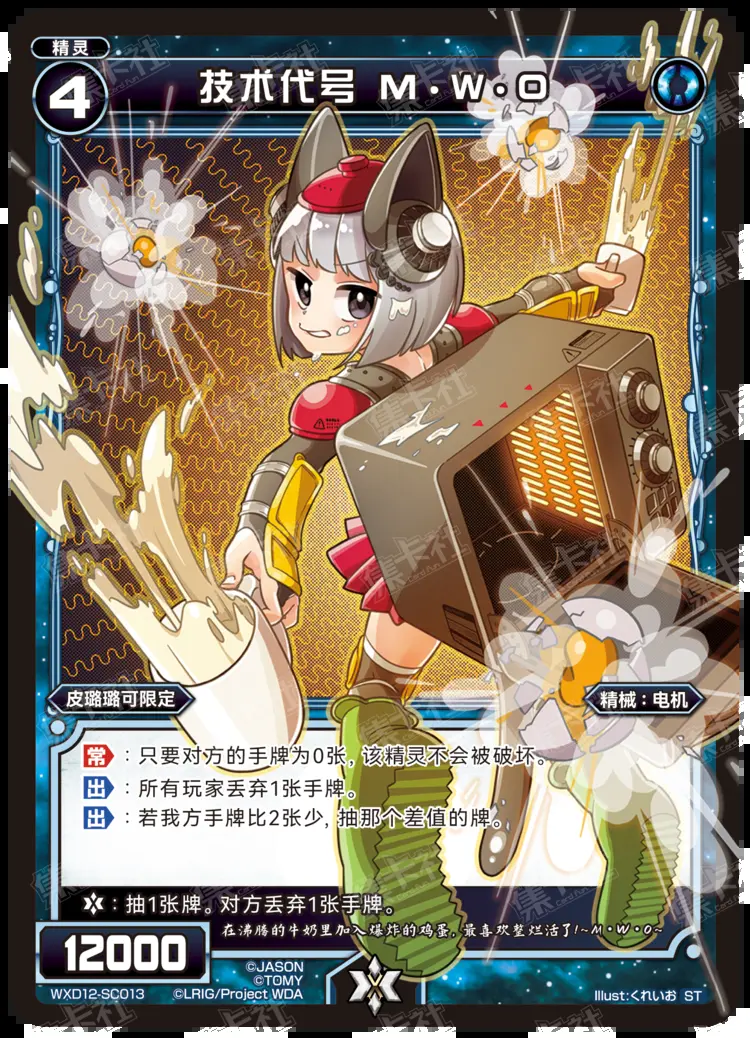 精灵
4
技术代号 M・W・O
皮璐璐可限定
精械：电机
常：只要对方的手牌为0张，该精灵不会被破坏。
出：所有玩家丢弃1张手牌。
出：若我方手牌比2张少，抽那个差值的牌。
：抽1张牌。对方丢弃1张手牌。
在沸腾的牛奶里加入爆炸的鸡蛋，最喜欢整烂活了!~M・W・O~
12000
©JASON
©TOMY
WXD12-SC013 ©LRIG/Project WDA
Illust:くれいお ST
集卡社